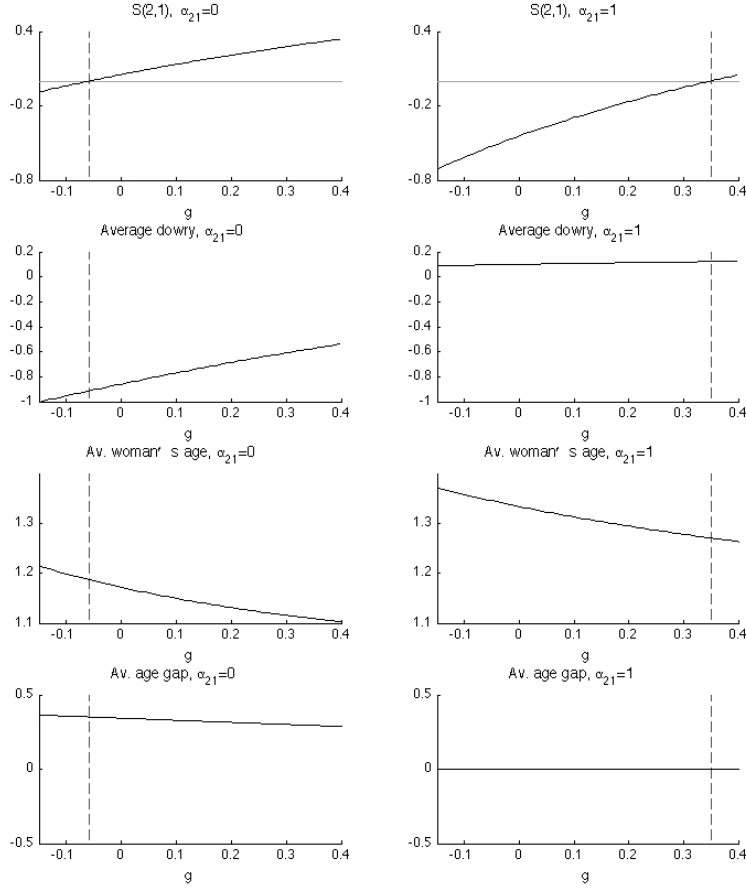 S(2,1), α21=0
0.4
-0.2
-0.8
-0.1 0 0.1 0.2 0.3 0.4
g
S(2,1), α21=1
0.4
-0.2
-0.8
-0.1 0 0.1 0.2 0.3 0.4
g
Average dowry, α21=0
0.2
0
-0.2
-0.4
-0.6
-0.8
-1
-0.1 0 0.1 0.2 0.3 0.4
g
Average dowry, α21=1
0.2
0
-0.2
-0.4
-0.6
-0.8
-1
-0.1 0 0.1 0.2 0.3 0.4
g
Av. woman' s age, α21=0
1.3
1.2
1.1
-0.1 0 0.1 0.2 0.3 0.4
g
Av. woman' s age, α21=1
1.3
1.2
1.1
-0.1 0 0.1 0.2 0.3 0.4
g
Av. age gap, α21=0
0.5
0
-0.5
-0.1 0 0.1 0.2 0.3 0.4
g
Av. age gap, α21=1
0.5
0
-0.5
-0.1 0 0.1 0.2 0.3 0.4
g